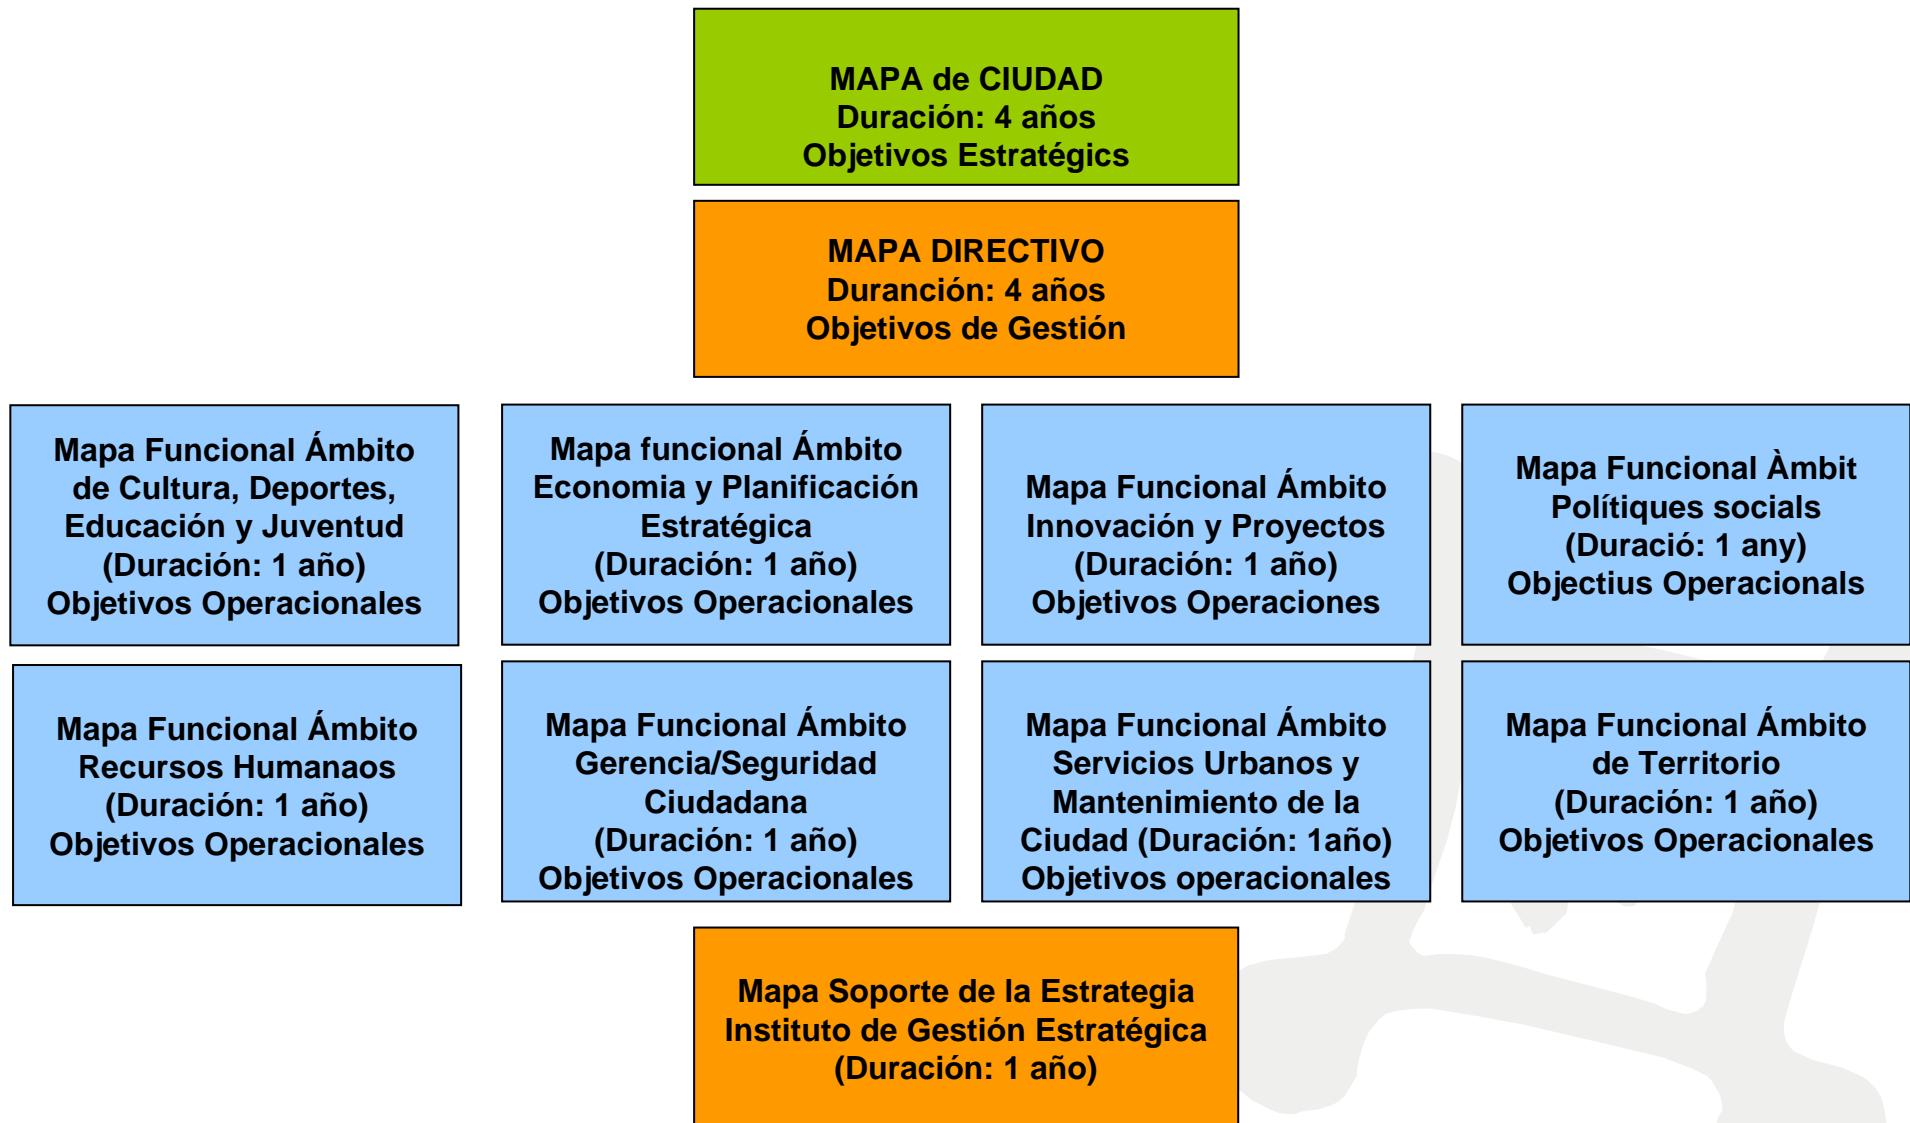 MAPA de CIUDAD
Duración: 4 años
Objetivos Estratégics
MAPA DIRECTIVO
Duranción: 4 años
Objetivos de Gestión
Mapa Funcional Ámbito
de Cultura, Deportes,
Educación y Juventud
(Duración: 1 año)
Objetivos Operacionales
Mapa funcional Ámbito
Economia y Planificación
Estratégica
(Duración: 1 año)
Objetivos Operacionales
Mapa Funcional Ámbito
Innovación y Proyectos
(Duración: 1 año)
Objetivos Operaciones
Mapa Funcional Àmbit
Polítiques socials
(Duració: 1 any)
Objectius Operacionals
Mapa Funcional Ámbito
Recursos Humanaos
(Duración: 1 año)
Objetivos Operacionales
Mapa Funcional Ámbito
Gerencia/Seguridad
Ciudadana
(Duración: 1 año)
Objetivos Operacionales
Mapa Funcional Ámbito
Servicios Urbanos y
Mantenimiento de la
Ciudad (Duración: 1año)
Objetivos operacionales
Mapa Funcional Ámbito
de Territorio
(Duración: 1 año)
Objetivos Operacionales
Mapa Soporte de la Estrategia
Instituto de Gestión Estratégica
(Duración: 1 año)